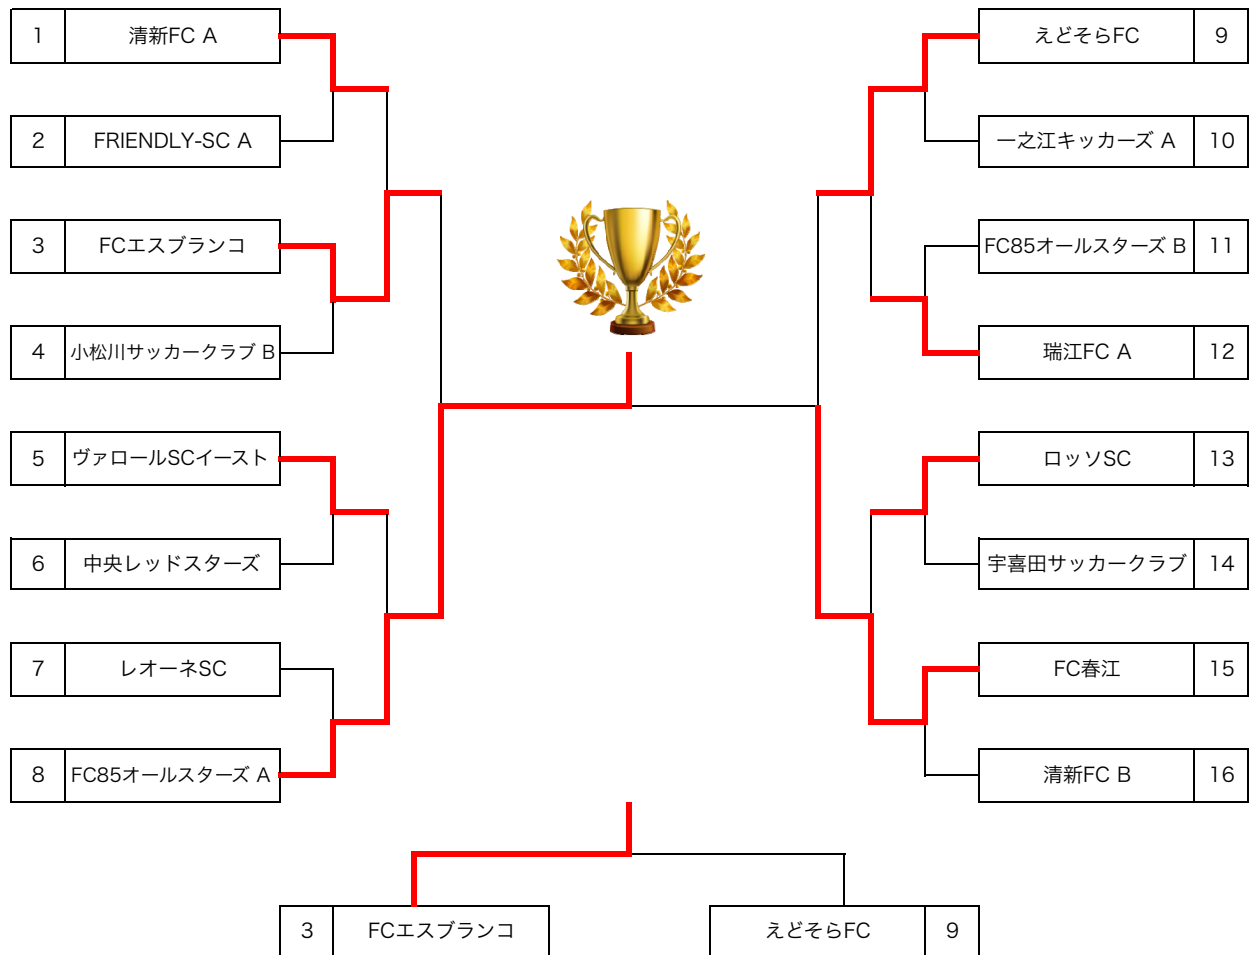 1 清新FC A
2 FRIENDLY-SC A
3 FCエスブランコ
4 小松川サッカークラブ B
5 ヴァロールSCイースト
6 中央レッドスターズ
7 レオーネSC
8 FC85オールスターズ A
えどそらFC 9
一之江キッカーズ A 10
FC85オールスターズ B 11
瑞江FC A 12
ロッソSC 13
宇喜田サッカークラブ 14
FC春江 15
清新FC B 16
3 FCエスブランコ
えどそらFC 9